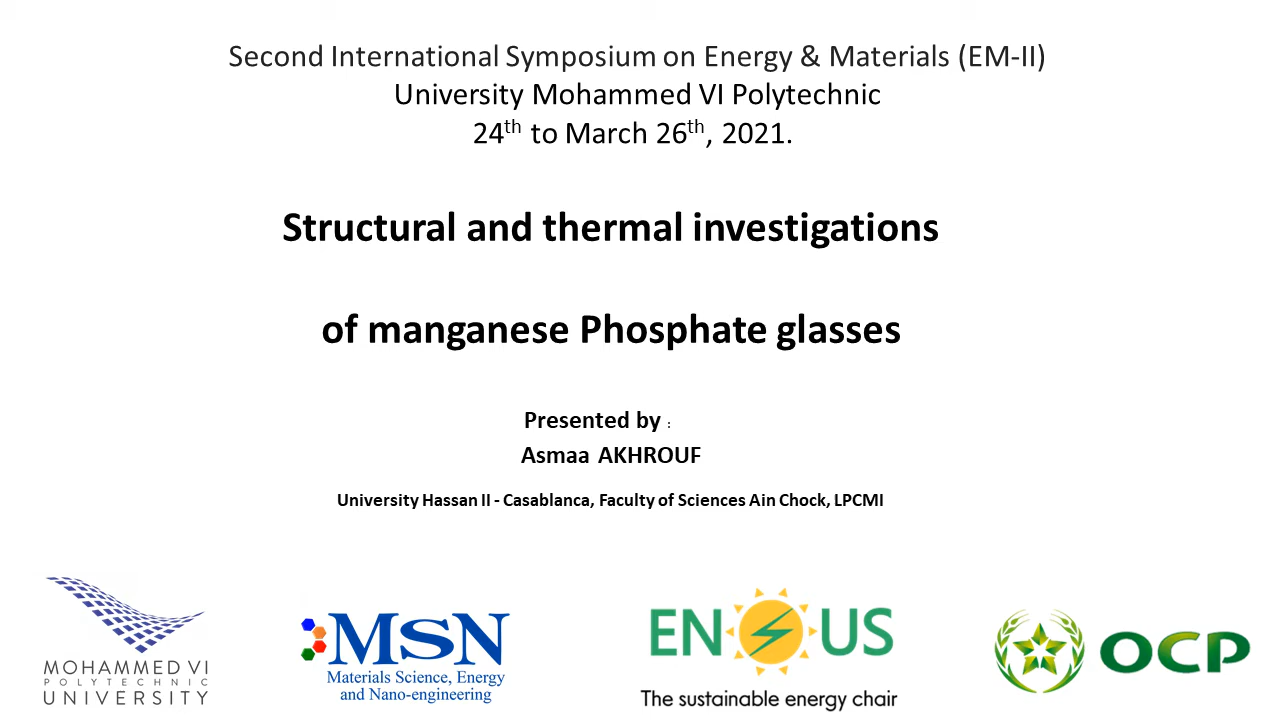 Second International Symposium on Energy & Materials (EM-II)
University Mohammed VI Polytechnic
24th to March 26th, 2021.
Structural and thermal investigations
of manganese Phosphate glasses
Presented by :
Asmaa AKHROUF
University Hassan II - Casablanca, Faculty of Sciences Ain Chock, LPCMI
MOHAMMED VI
POLYTECHNIC
UNIVERSITY
MSN
Materials Science, Energy
and Nano-engineering
EN US
The sustainable energy chair
OCP